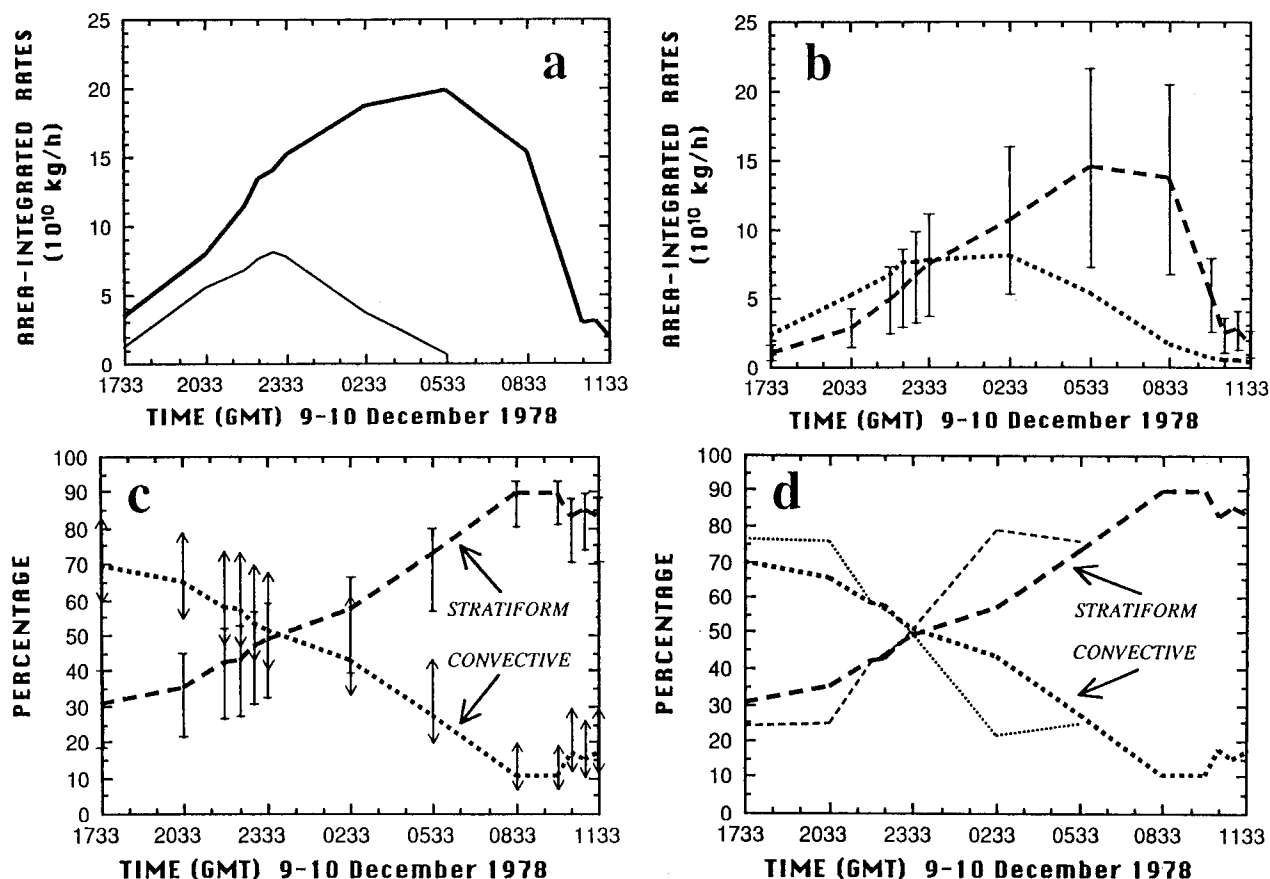 a
AREA-INTEGRATED RATES
(10¹⁰ kg/h)
25
20
15
10
5
0
1733 2033 2333 0233 0533 0833 1133
TIME (GMT) 9-10 December 1978
b
AREA-INTEGRATED RATES
(10¹⁰ kg/h)
25
20
15
10
5
0
1733 2033 2333 0233 0533 0833 1133
TIME (GMT) 9-10 December 1978
c
PERCENTAGE
100
90
80
70
60
50
40
30
20
10
0
STRATIFORM
CONVECTIVE
1733 2033 2333 0233 0533 0833 1133
TIME (GMT) 9-10 December 1978
d
PERCENTAGE
100
90
80
70
60
50
40
30
20
10
0
STRATIFORM
CONVECTIVE
1733 2033 2333 0233 0533 0833 1133
TIME (GMT) 9-10 December 1978